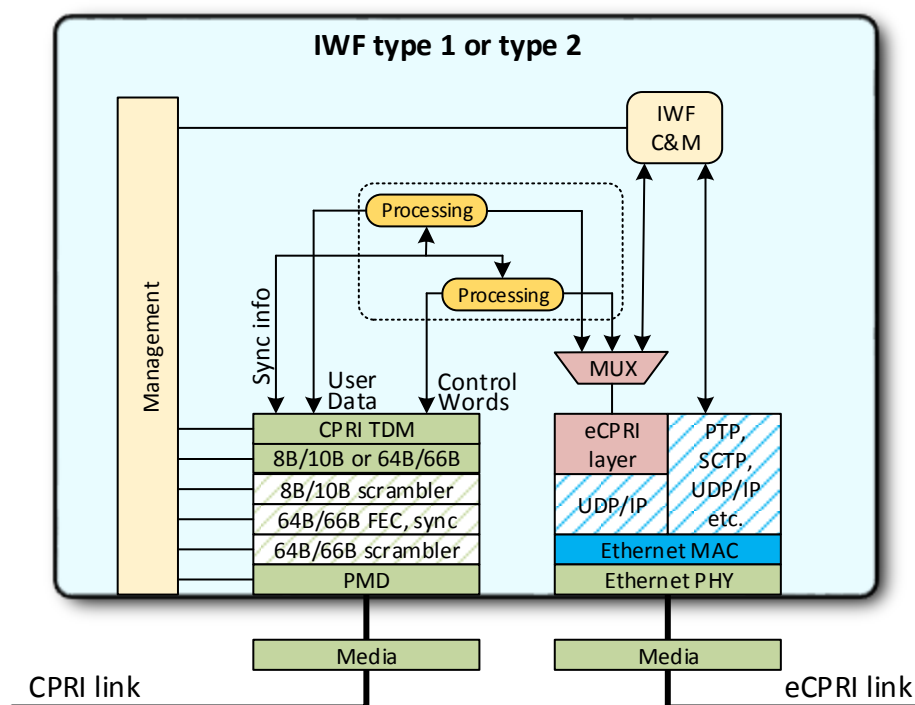 IWF type 1 or type 2
IWF
C&M
Management
Processing
Processing
Sync info
User
Data
Control
Words
MUX
CPRI TDM
8B/10B or 64B/66B
8B/10B scrambler
64B/66B FEC, sync
64B/66B scrambler
PMD
eCPRI
layer
UDP/IP
PTP,
SCTP,
UDP/IP
etc.
Ethernet MAC
Ethernet PHY
Media
Media
CPRI link
eCPRI link